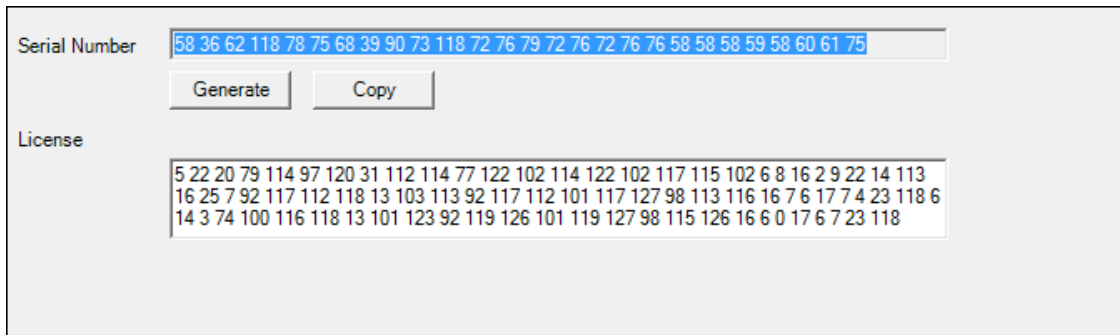 Serial Number
58 36 62 118 78 75 68 39 90 73 118 72 76 79 72 76 72 76 76 58 58 58 59 58 60 61 75
Generate
Copy
License
5 22 20 79 114 97 120 31 112 114 77 122 102 114 122 102 117 115 102 6 8 16 2 9 22 14 113
16 25 7 92 117 112 118 13 103 113 92 117 112 101 117 127 98 113 116 16 7 6 17 7 4 23 118 6
14 3 74 100 116 118 13 101 123 92 119 126 101 119 127 98 115 126 16 6 0 17 6 7 23 118